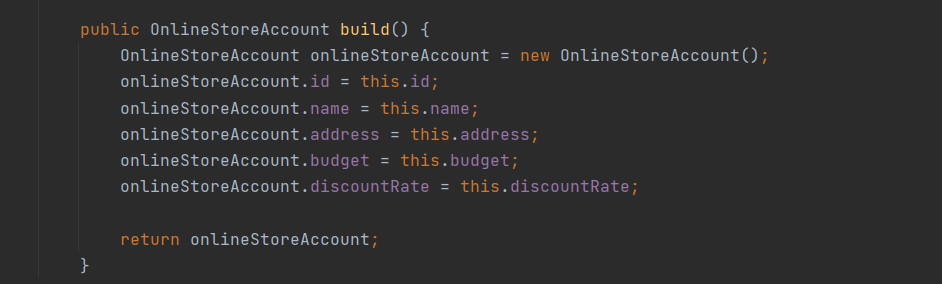 public OnlineStoreAccount build() {
OnlineStoreAccount onlineStoreAccount = new OnlineStoreAccount();
onlineStoreAccount.id = this.id;
onlineStoreAccount.name = this.name;
onlineStoreAccount.address = this.address;
onlineStoreAccount.budget = this.budget;
onlineStoreAccount.discountRate = this.discountRate;
return onlineStoreAccount;
}